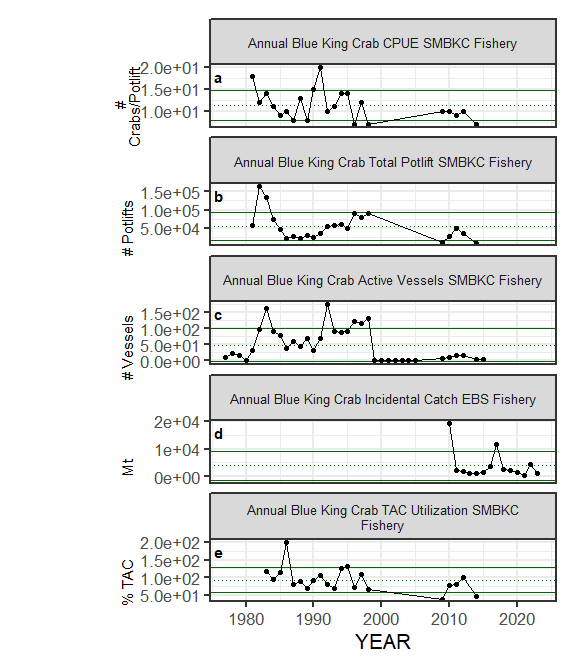 Annual Blue King Crab CPUE SMBKC Fishery
#
Crabs/Potlift
2.0e+01
1.5e+01
1.0e+01
a
Annual Blue King Crab Total Potlift SMBKC Fishery
# Potlifts
1.5e+05
1.0e+05
5.0e+04
b
Annual Blue King Crab Active Vessels SMBKC Fishery
# Vessels
1.5e+02
1.0e+02
5.0e+01
0.0e+00
c
Annual Blue King Crab Incidental Catch EBS Fishery
Mt
2e+04
1e+04
0e+00
d
Annual Blue King Crab TAC Utilization SMBKC
Fishery
% TAC
2.0e+02
1.5e+02
1.0e+02
5.0e+01
e
1980 1990 2000 2010 2020
YEAR